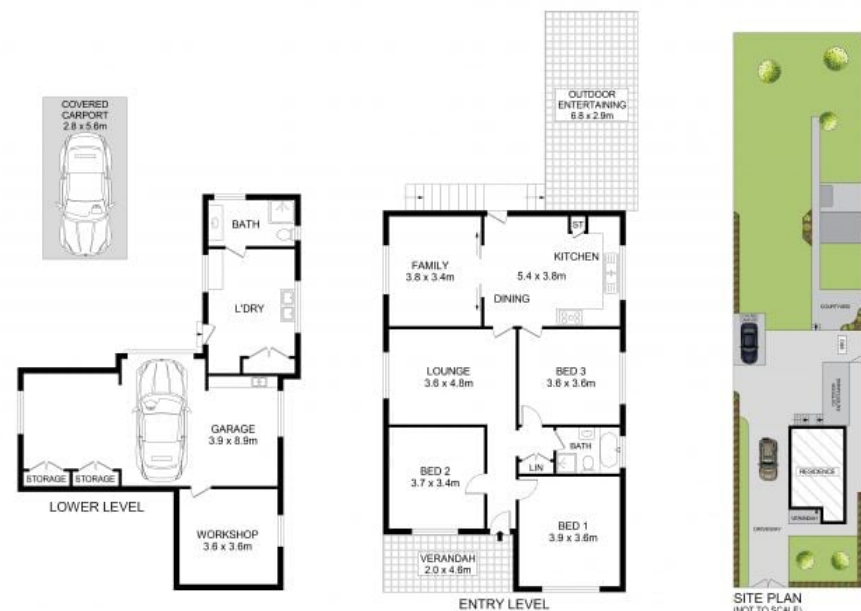 COVERED
CARPORT
2.8 x 5.6m
BATH
L'DRY
GARAGE
3.9 x 8.9m
STORAGE
STORAGE
WORKSHOP
3.6 x 3.6m
LOWER LEVEL
OUTDOOR
ENTERTAINING
6.8 x 2.9m
FAMILY
3.8 x 3.4m
ST
KITCHEN
5.4 x 3.8m
DINING
LOUNGE
3.6 x 4.8m
BED 3
3.6 x 3.6m
BATH
LIN
BED 2
3.7 x 3.4m
BED 1
3.9 x 3.6m
VERANDAH
2.0 x 4.6m
ENTRY LEVEL
COURTYARD
RESIDENCE
VERANDAH
DRIVEWAY
SITE PLAN
(NOT TO SCALE)